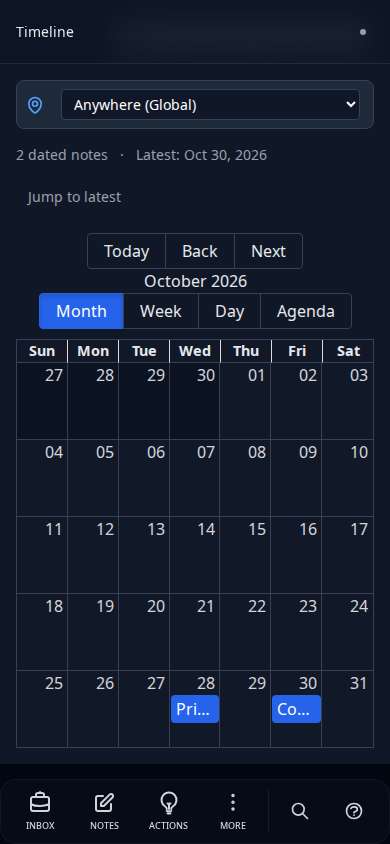 Timeline
Anywhere (Global)
2 dated notes · Latest: Oct 30, 2026
Jump to latest
Today Back Next
October 2026
Month Week Day Agenda
Sun Mon Tue Wed Thu Fri Sat
27 28 29 30 01 02 03
04 05 06 07 08 09 10
11 12 13 14 15 16 17
18 19 20 21 22 23 24
25 26 27 28 29 30 31
Pri... Co...
INBOX NOTES ACTIONS MORE